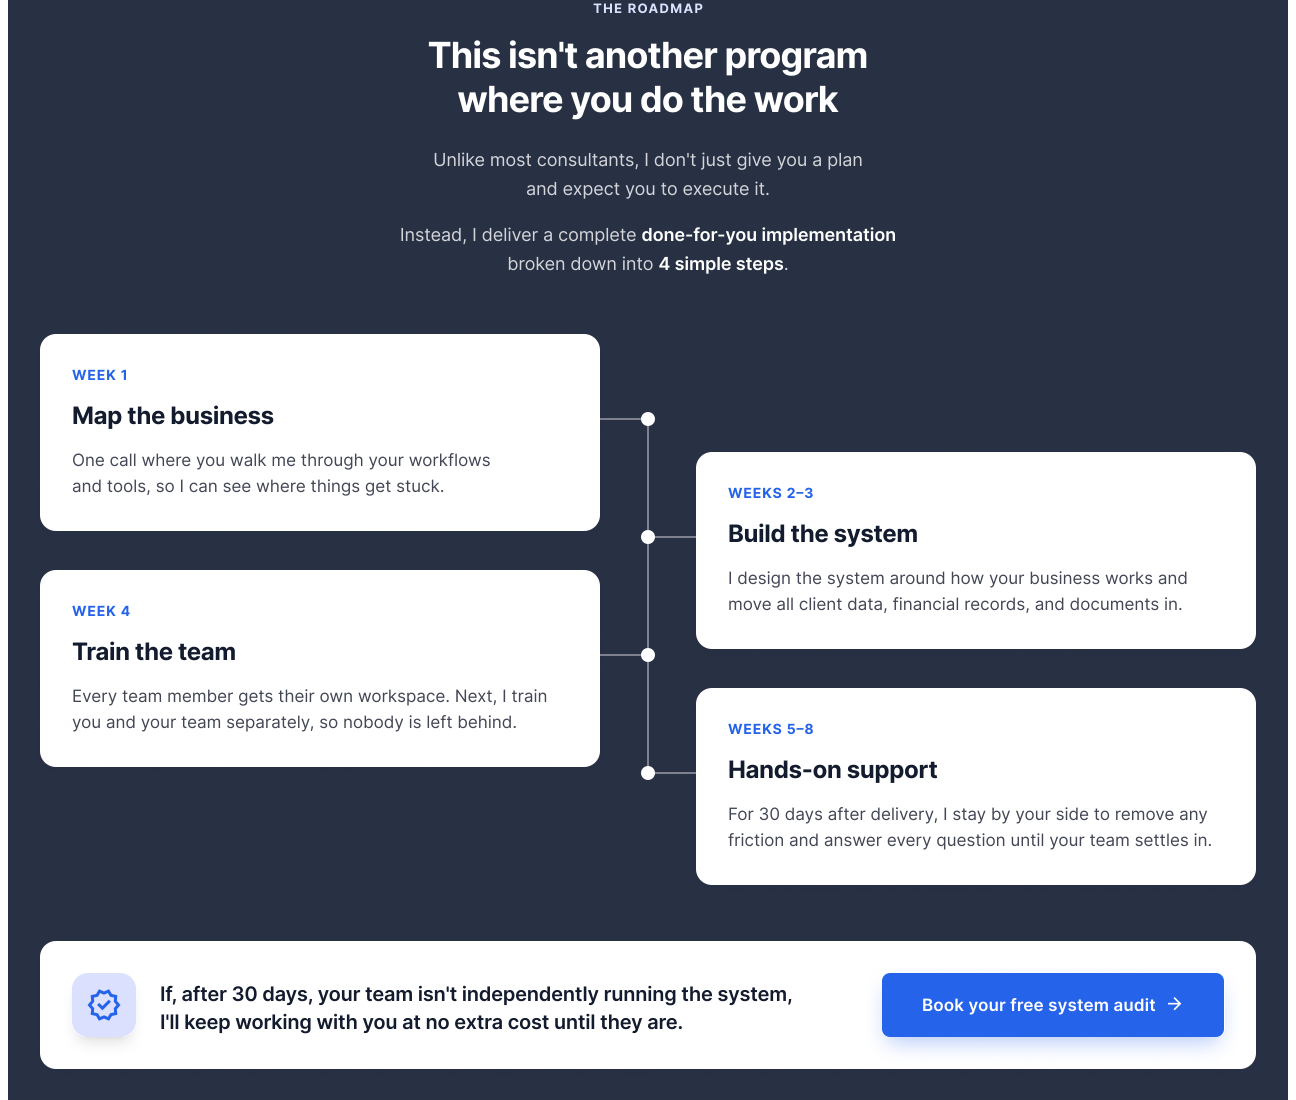 THE ROADMAP
This isn't another program
where you do the work
Unlike most consultants, I don't just give you a plan
and expect you to execute it.
Instead, I deliver a complete done-for-you implementation
broken down into 4 simple steps.
WEEK 1
Map the business
One call where you walk me through your workflows
and tools, so I can see where things get stuck.
WEEKS 2–3
Build the system
I design the system around how your business works and
move all client data, financial records, and documents in.
WEEK 4
Train the team
Every team member gets their own workspace. Next, I train
you and your team separately, so nobody is left behind.
WEEKS 5–8
Hands-on support
For 30 days after delivery, I stay by your side to remove any
friction and answer every question until your team settles in.
If, after 30 days, your team isn't independently running the system,
I'll keep working with you at no extra cost until they are.
Book your free system audit →